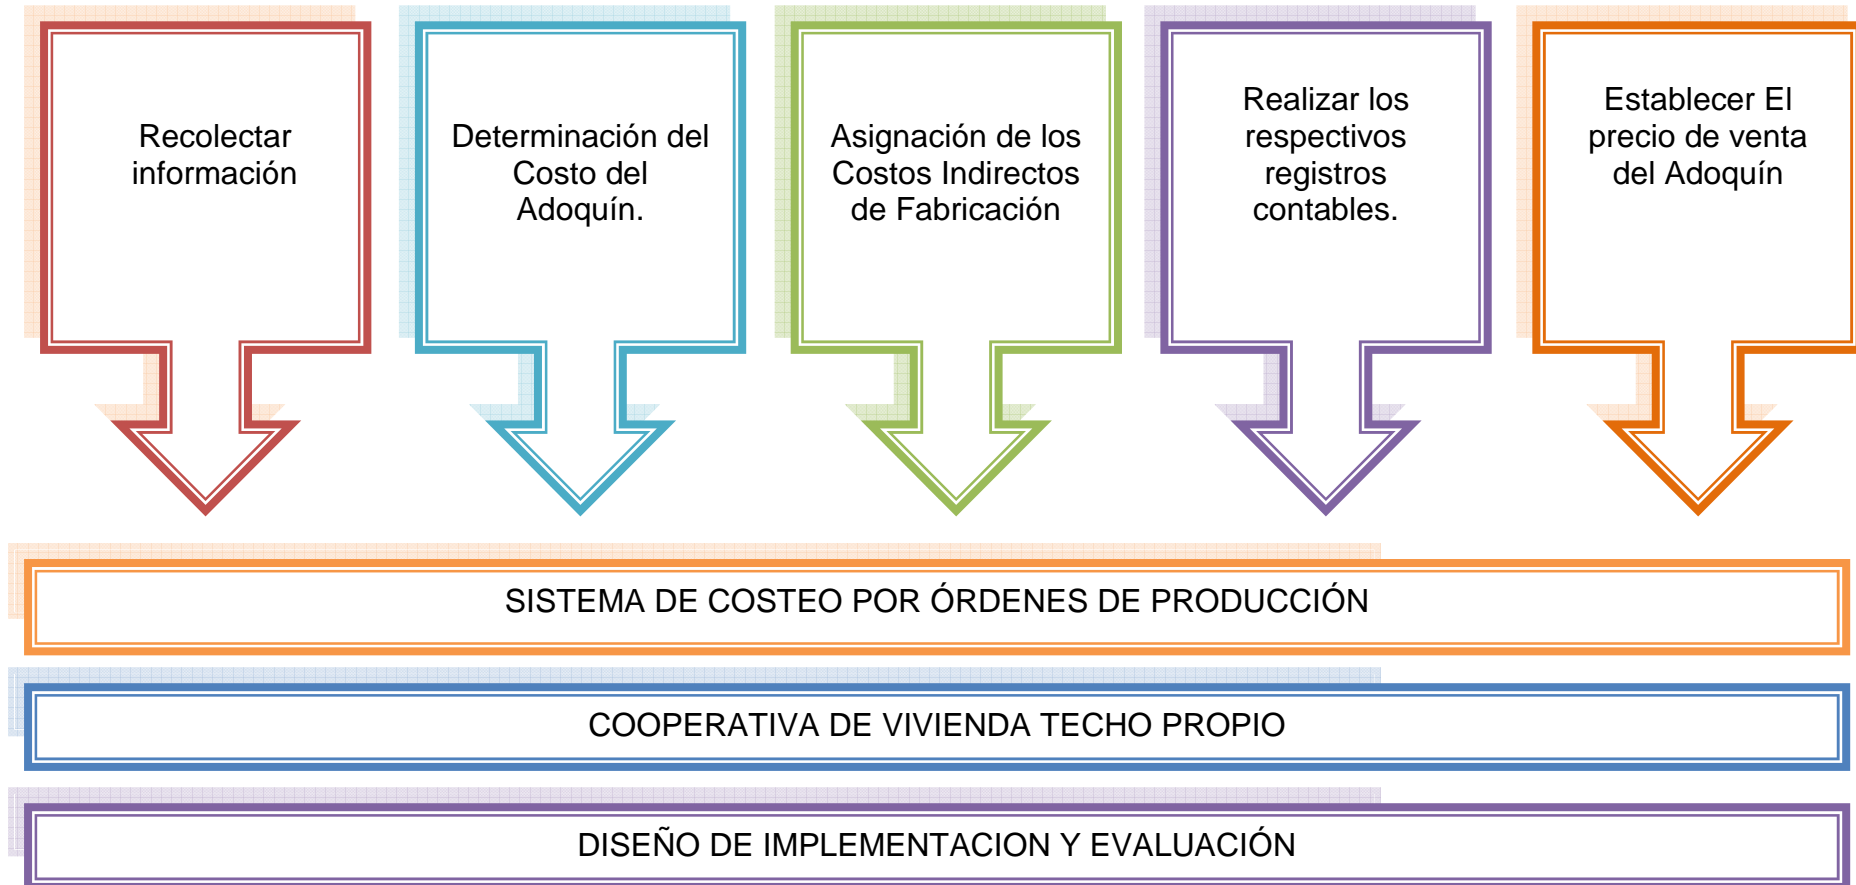 Recolectar
información
Determinación del
Costo del
Adoquín.
Asignación de los
Costos Indirectos
de Fabricación
Realizar los
respectivos
registros
contables.
Establecer El
precio de venta
del Adoquín
SISTEMA DE COSTEO POR ÓRDENES DE PRODUCCIÓN
COOPERATIVA DE VIVIENDA TECHO PROPIO
DISEÑO DE IMPLEMENTACION Y EVALUACIÓN